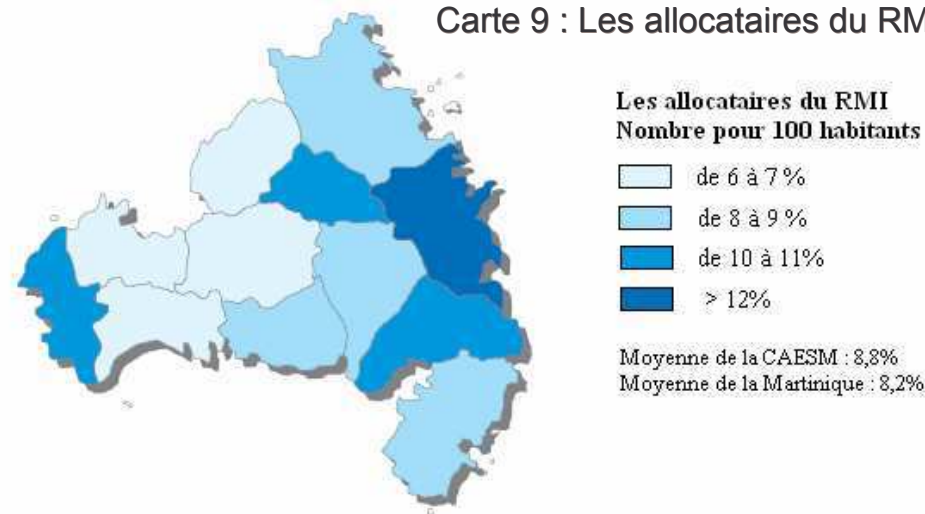 Carte 9 : Les allocataires du RM
Les allocataires du RMI
Nombre pour 100 habitants
de 6 à 7 %
de 8 à 9 %
de 10 à 11%
> 12%
Moyenne de la CAESM : 8,8%
Moyenne de la Martinique : 8,2%